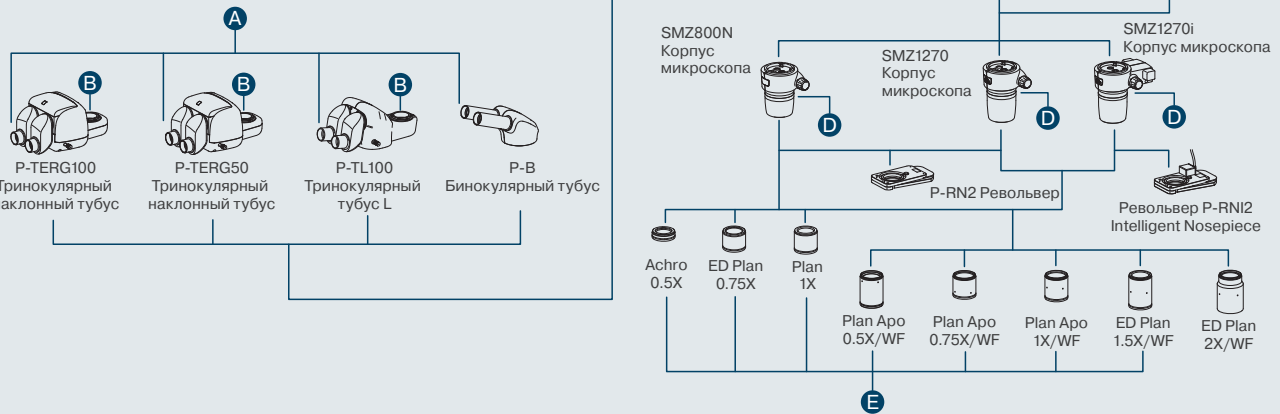 A
B
B
B
P-TERG100
Тринокулярный
наклонный тубус
P-TERG50
Тринокулярный
наклонный тубус
P-TL100
Тринокулярный
тубус L
P-B
Бинокулярный тубус
SMZ800N
Корпус
микроскопа
SMZ1270
Корпус
микроскопа
SMZ1270i
Корпус микроскопа
D
D
D
P-RN2 Револьвер
Револьвер P-RNI2
Intelligent Nosepiece
Achro
0.5X
ED Plan
0.75X
Plan
1X
Plan Apo
0.5X/WF
Plan Apo
0.75X/WF
Plan Apo
1X/WF
ED Plan
1.5X/WF
ED Plan
2X/WF
E